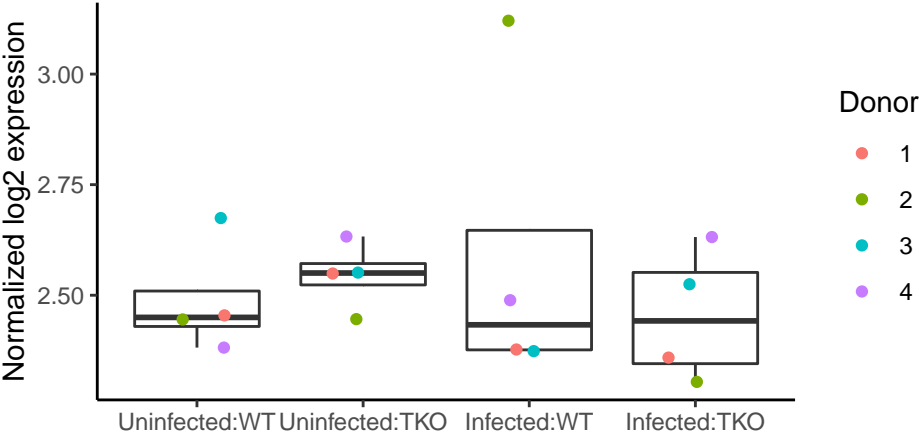 Normalized log2 expression
3.00
2.75
2.50
Uninfected:WT Uninfected:TKO Infected:WT Infected:TKO
Donor
1
2
3
4